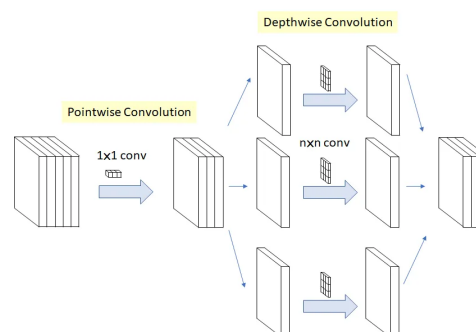 Depthwise Convolution
Pointwise Convolution
1x1 conv
nxn conv